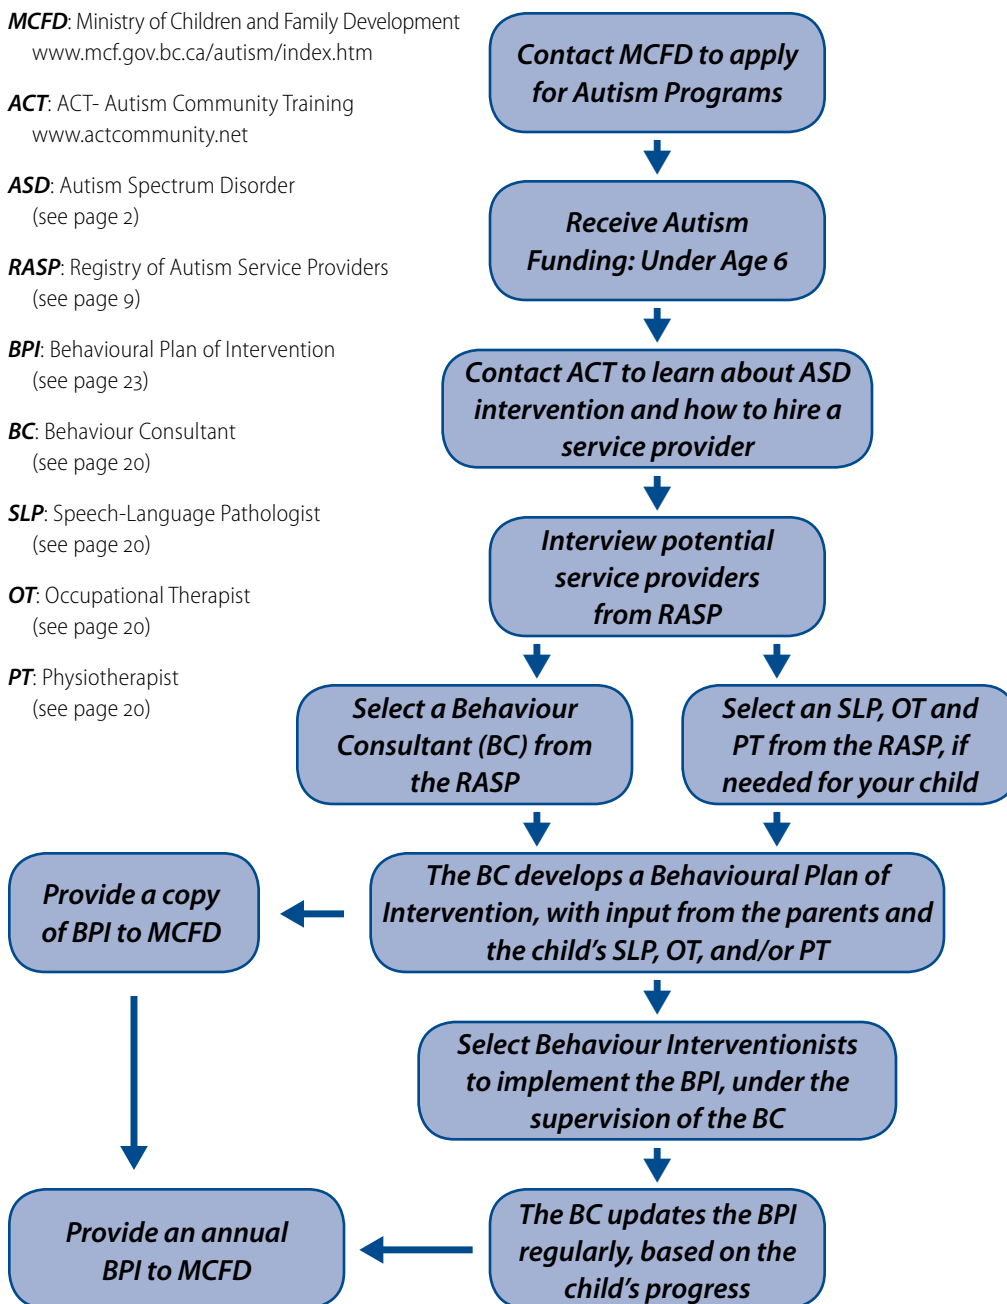 MCFD: Ministry of Children and Family Development
www.mcf.gov.bc.ca/autism/index.htm
ACT: ACT- Autism Community Training
www.actcommunity.net
ASD: Autism Spectrum Disorder
(see page 2)
RASP: Registry of Autism Service Providers
(see page 9)
BPI: Behavioural Plan of Intervention
(see page 23)
BC: Behaviour Consultant
(see page 20)
SLP: Speech-Language Pathologist
(see page 20)
OT: Occupational Therapist
(see page 20)
PT: Physiotherapist
(see page 20)
Contact MCFD to apply
for Autism Programs
Receive Autism
Funding: Under Age 6
Contact ACT to learn about ASD
intervention and how to hire a
service provider
Interview potential
service providers
from RASP
Select a Behaviour
Consultant (BC) from
the RASP
Select an SLP, OT and
PT from the RASP, if
needed for your child
The BC develops a Behavioural Plan of
Intervention, with input from the parents and
the child's SLP, OT, and/or PT
Provide a copy
of BPI to MCFD
Select Behaviour Interventionists
to implement the BPI, under the
supervision of the BC
The BC updates the BPI
regularly, based on the
child's progress
Provide an annual
BPI to MCFD